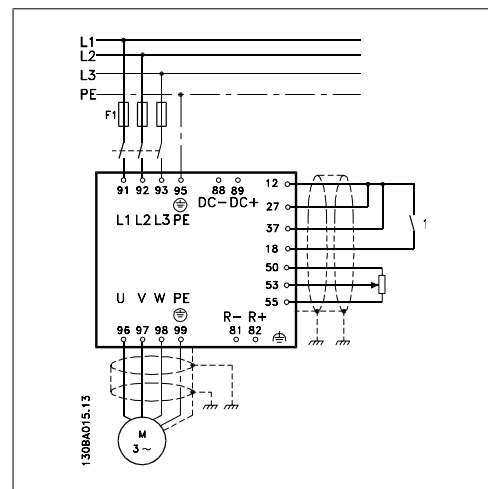 L1
L2
L3
PE
F1
91 92 93 95 88 89 12
DC- DC+
L1 L2 L3 PE
27
37
18
1
50
53
55
U V W PE
R- R+
96 97 98 99 81 82
M
3~
130BA015.13